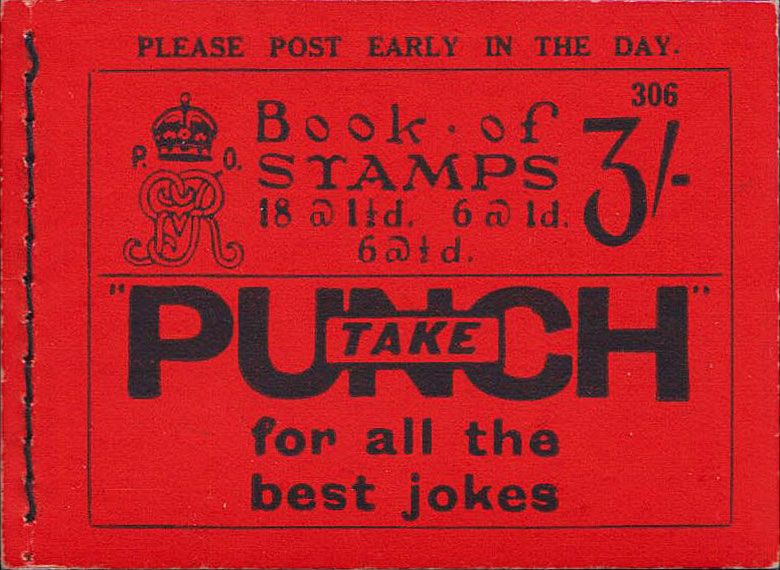 PLEASE POST EARLY IN THE DAY.
306
P. O.
Book · of
STAMPS
3/-
18 @ 1½d. 6 @ 1d.
6 @ ½d.
"PUNCH"
TAKE
for all the
best jokes